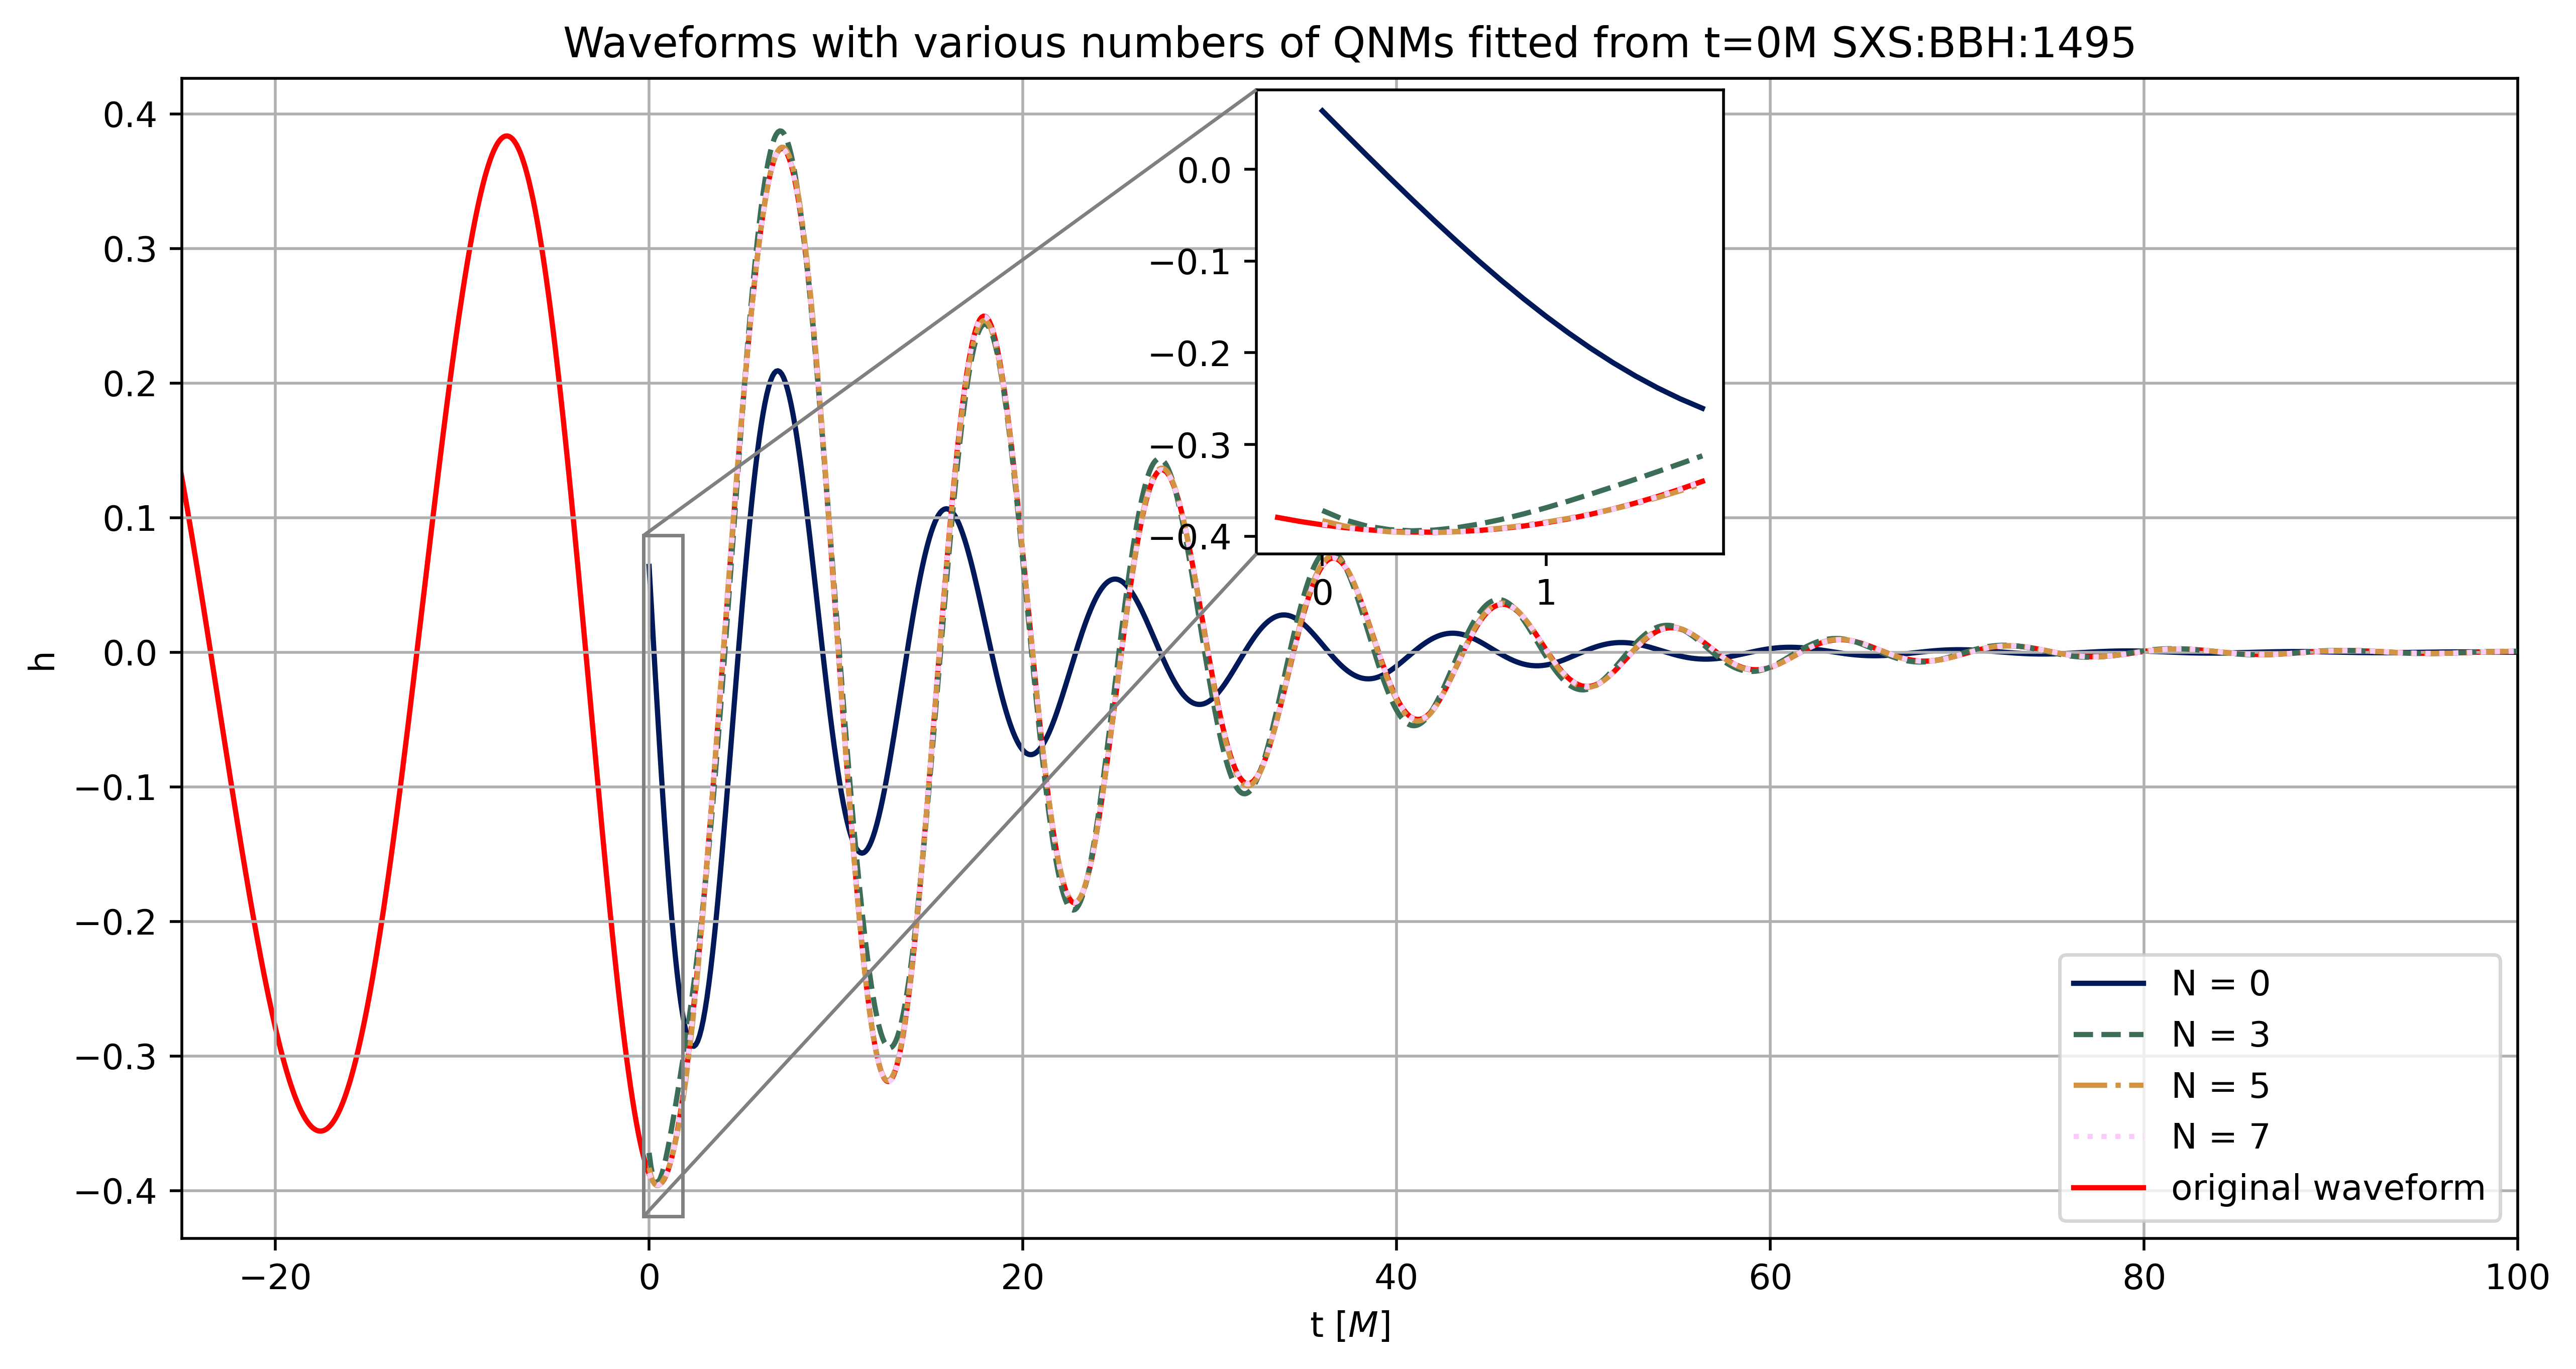 Waveforms with various numbers of QNMs fitted from t=0M SXS:BBH:1495
h
0.4
0.3
0.2
0.1
0.0
−0.1
−0.2
−0.3
−0.4
0.0
−0.1
−0.2
−0.3
−0.4
0 1
N = 0
N = 3
N = 5
N = 7
original waveform
−20 0 20 40 60 80 100
t [M]